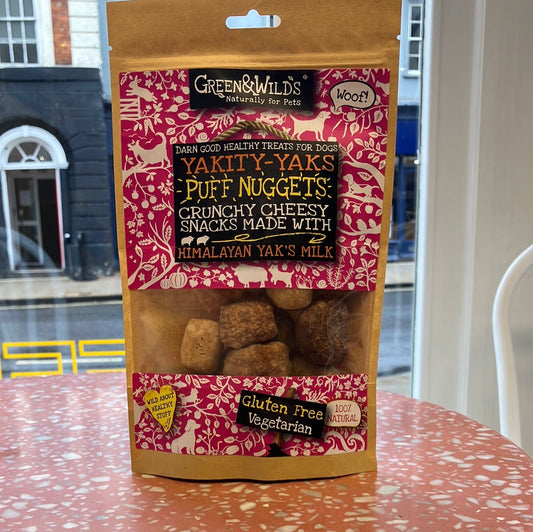 GREEN&WILDS®
Naturally for Pets
Woof!
DARN GOOD HEALTHY TREATS FOR DOGS
YAKITY-YAKS
PUFF NUGGETS
CRUNCHY CHEESY
SNACKS MADE WITH
HIMALAYAN YAK'S MILK
WILD ABOUT
HEALTHY
STUFF
Gluten Free
Vegetarian
100%
NATURAL